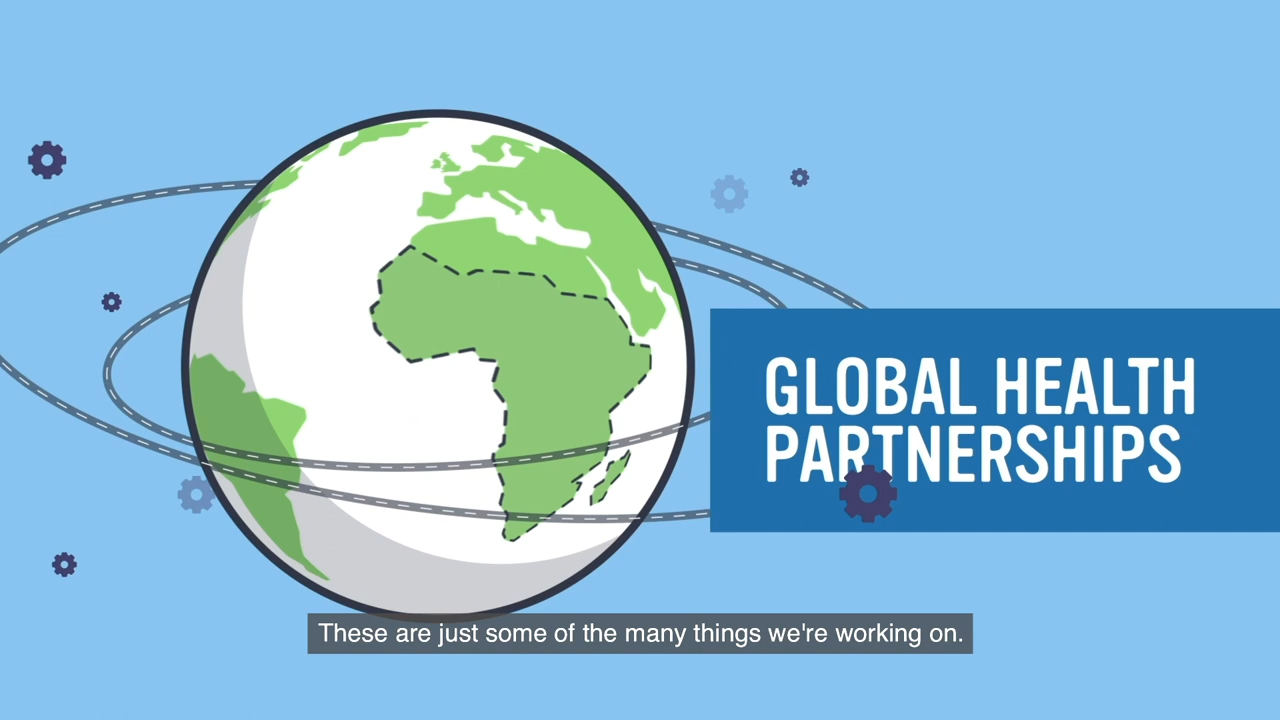 GLOBAL HEALTH
PARTNERSHIPS
These are just some of the many things we're working on.